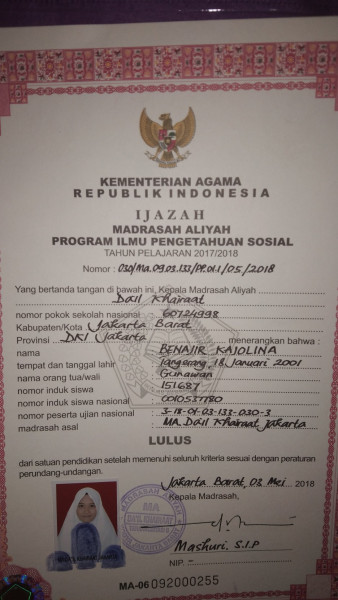 KEMENTERIAN AGAMA
REPUBLIK INDONESIA
IJAZAH
MADRASAH ALIYAH
PROGRAM ILMU PENGETAHUAN SOSIAL
TAHUN PELAJARAN 2017/2018
Nomor : 030/Ma.09.03.133/PP.01.1/05/2018
Yang bertanda tangan di bawah ini, Kepala Madrasah Aliyah
Dail Khairaat
nomor pokok sekolah nasional : 60724998
Kabupaten/Kota Jakarta Barat
Provinsi DKI Jakarta menerangkan bahwa :
nama BENAJIR KAJOLINA
tempat dan tanggal lahir Tangerang, 18 Januari 2001
nama orang tua/wali Gunawan
nomor induk siswa 151687
nomor induk siswa nasional 0010537780
nomor peserta ujian nasional 3-18-01-03-133-030-3
madrasah asal MA. Dail Khairaat Jakarta
LULUS
dari satuan pendidikan setelah memenuhi seluruh kriteria sesuai dengan peraturan
perundang-undangan.
Jakarta Barat, 03 Mei 2018
Kepala Madrasah,
MA
Mashuri, S.I.P
NIP. -
MA-06 092000255